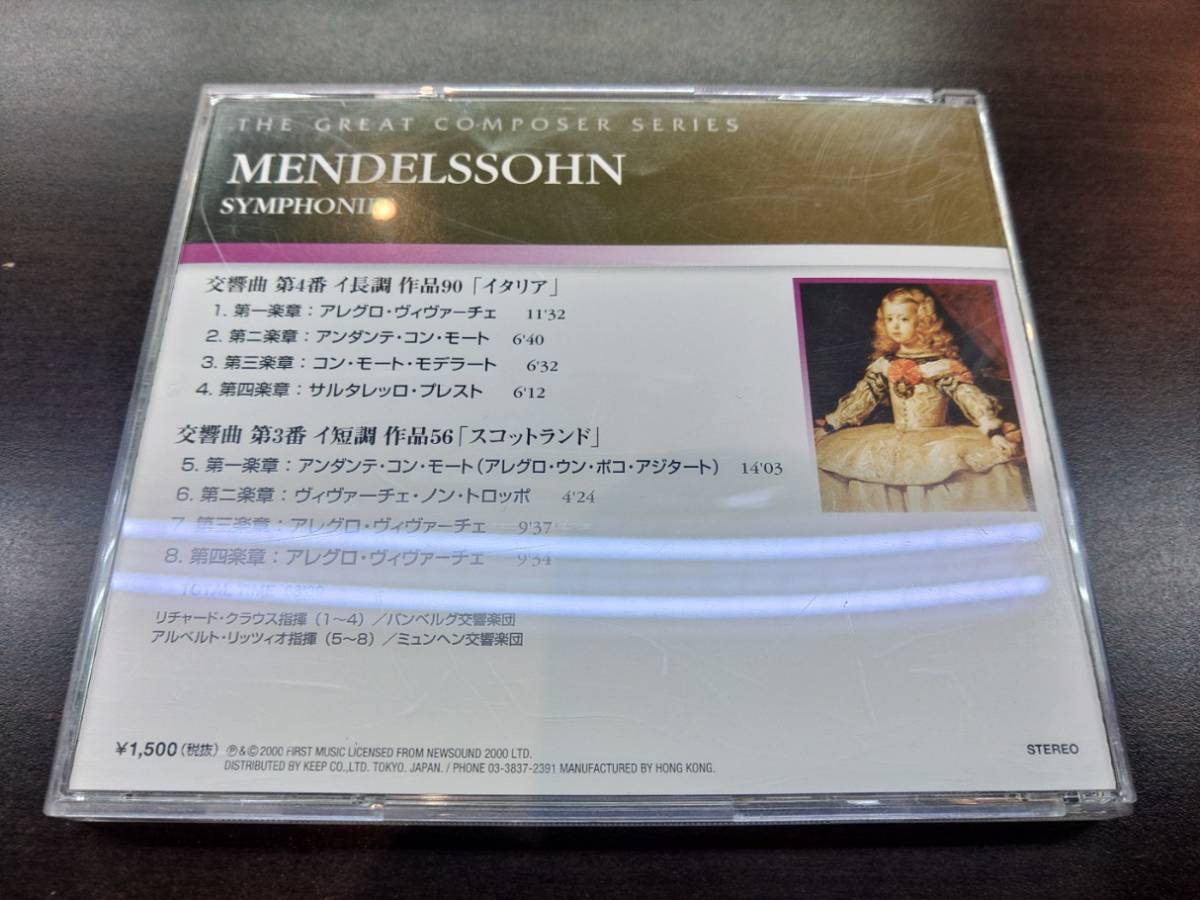 THE GREAT COMPOSER SERIES
MENDELSSOHN
交響曲 第4番 イ長調 作品90「イタリア」
1. 第一楽章：アレグロ・ヴィヴァーチェ 11'32
2. 第二楽章：アンダンテ・コン・モート 6'40
3. 第三楽章：コン・モート・モデラート 6'32
4. 第四楽章：サルタレッロ・プレスト 6'12
交響曲 第3番 イ短調 作品56「スコットランド」
5. 第一楽章：アンダンテ・コン・モート（アレグロ・ウン・ポコ・アジタート） 14'03
6. 第二楽章：ヴィヴァーチェ・ノン・トロッポ 4'24
7. 第三楽章：アレグロ・ヴィヴァーチェ 9'37
8. 第四楽章：アレグロ・ヴィヴァーチェ 9'34
TOTAL TIME
リチャード・クラウス指揮（1〜4）／バンベルグ交響楽団
アルベルト・リッツィオ指揮（5〜8）／ミュンヘン交響楽団
¥1,500（税抜） ℗&©2000 FIRST MUSIC LICENSED FROM NEWSOUND 2000 LTD.
DISTRIBUTED BY KEEP CO.,LTD. TOKYO. JAPAN. / PHONE 03-3837-2391 MANUFACTURED BY HONG KONG.
STEREO